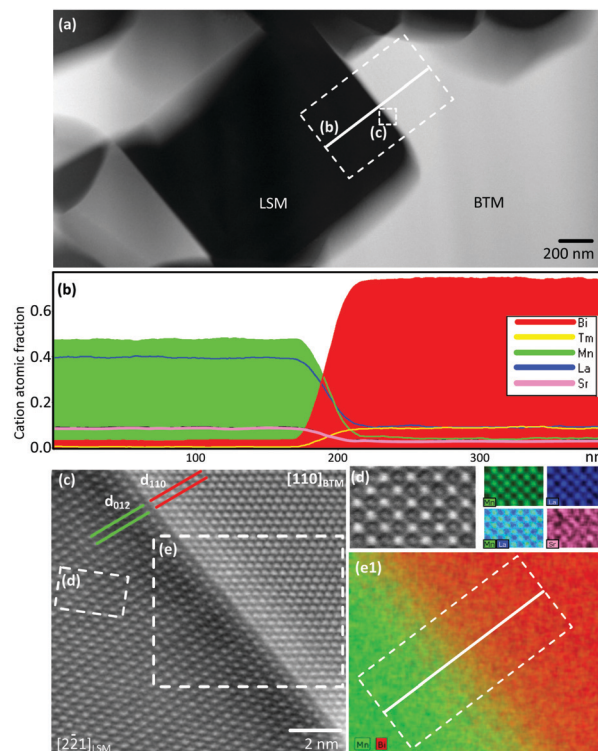 (a)
(b)
(c)
LSM
BTM
200 nm
(b)
Cation atomic fraction
0.6
0.4
0.2
0.0
Bi
Tm
Mn
La
Sr
100
200
300
nm
(c)
[110]BTM
d110
d012
(d)
(e)
[2-21]LSM
2 nm
(d)
Mn
La
Mn La
Sr
(e1)
Mn Bi